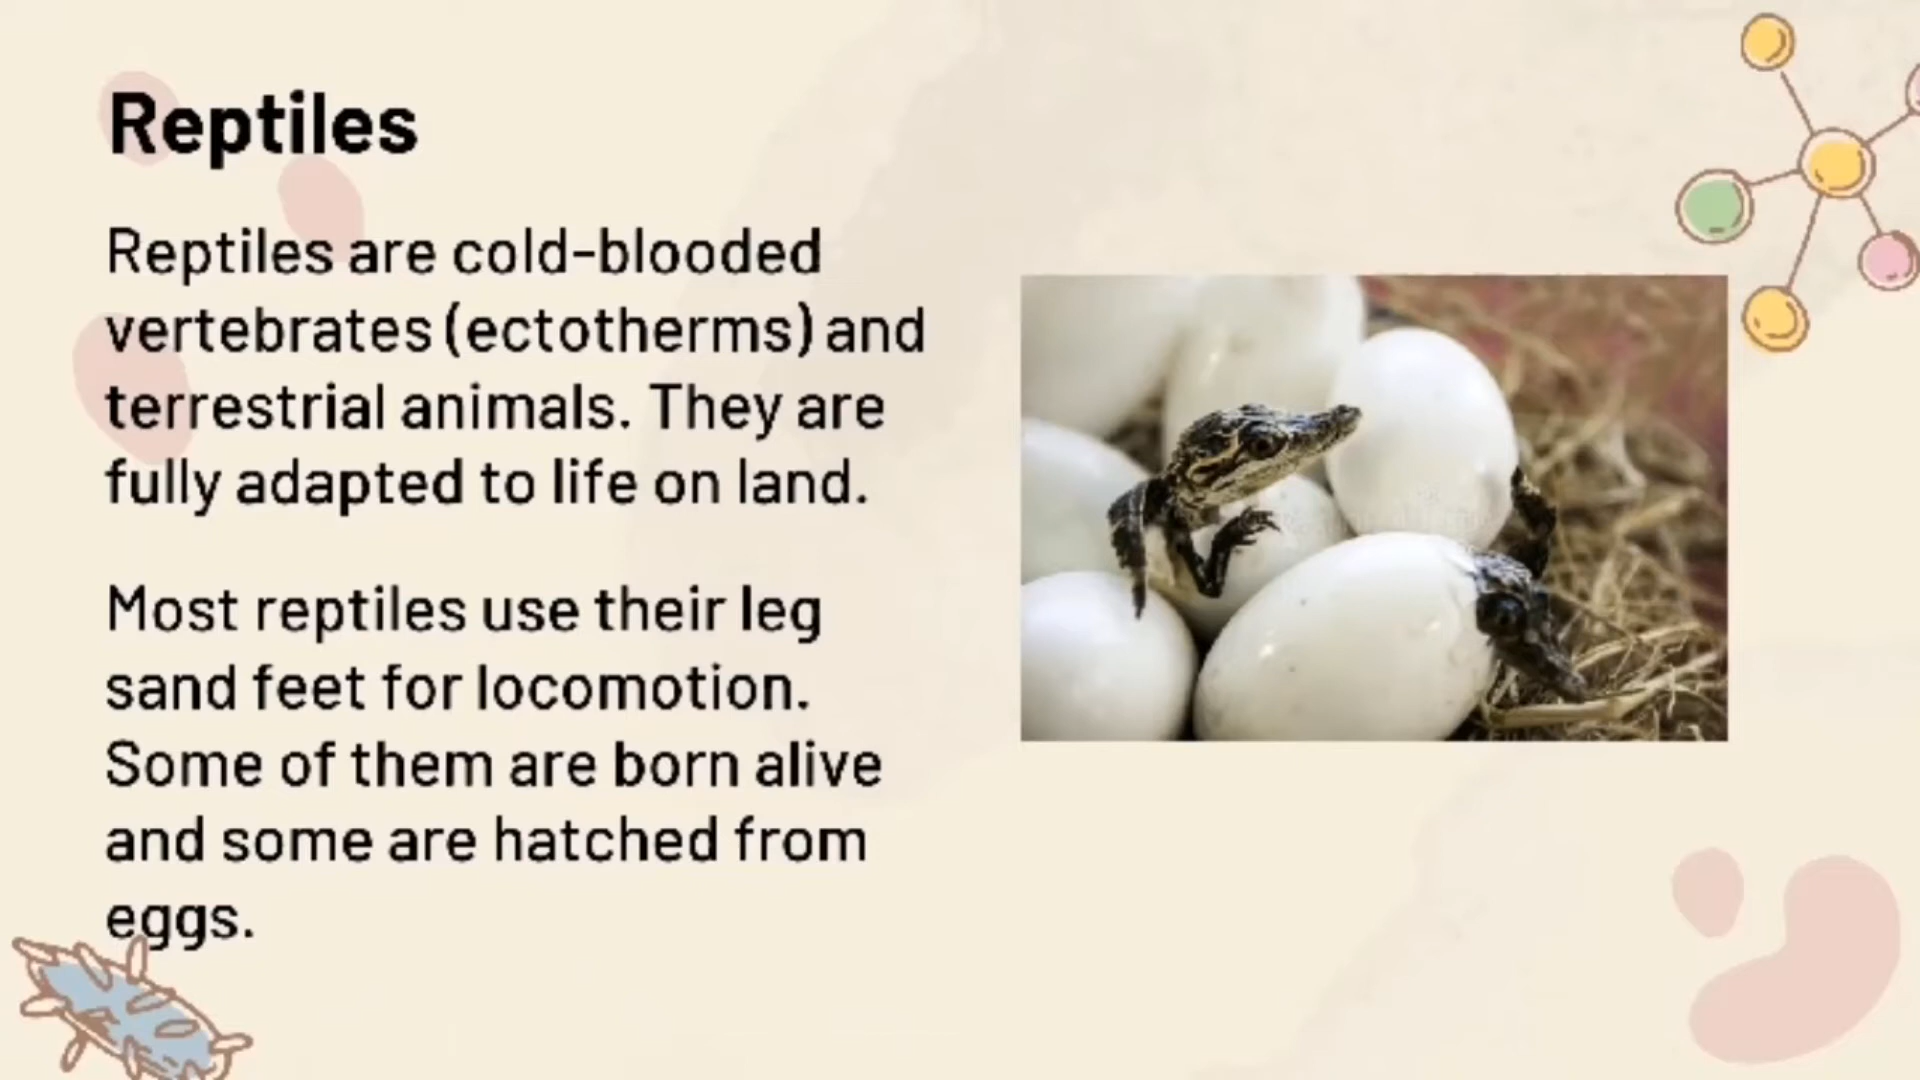 Reptiles
Reptiles are cold-blooded
vertebrates (ectotherms) and
terrestrial animals. They are
fully adapted to life on land.
Most reptiles use their leg
sand feet for locomotion.
Some of them are born alive
and some are hatched from
eggs.